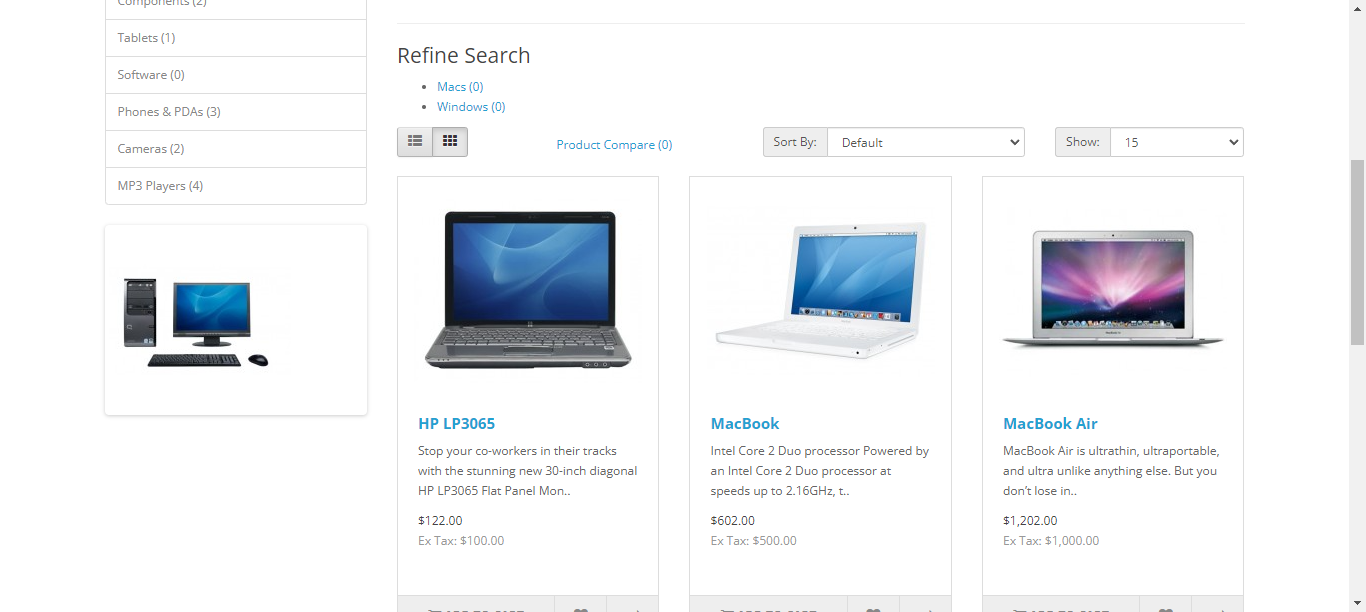 Components (2)
Tablets (1)
Software (0)
Phones & PDAs (3)
Cameras (2)
MP3 Players (4)
Refine Search
Macs (0)
Windows (0)
Product Compare (0)
Sort By:
Default
Show:
15
HP LP3065
Stop your co-workers in their tracks
with the stunning new 30-inch diagonal
HP LP3065 Flat Panel Mon..
$122.00
Ex Tax: $100.00
MacBook
Intel Core 2 Duo processor Powered by
an Intel Core 2 Duo processor at
speeds up to 2.16GHz, t..
$602.00
Ex Tax: $500.00
MacBook Air
MacBook Air is ultrathin, ultraportable,
and ultra unlike anything else. But you
don’t lose in..
$1,202.00
Ex Tax: $1,000.00